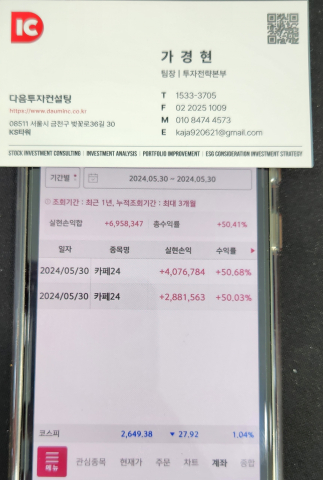 IC
가 경 현
팀장 | 투자전략본부
다음투자컨설팅
https://www.dauminc.co.kr
08511 서울시 금천구 벚꽃로36길 30
KS타워
T 1533-3705
F 02 2025 1009
M 010 8474 4573
E kaja920621@gmail.com
STOCK INVESTMENT CONSULTING | INVESTMENT ANALYSIS | PORTFOLIO IMPROVEMENT | ESG CONSIDERATION INVESTMENT STRATEGY
기간별 2024,05,30 ~ 2024,05,30
조회기간 : 최근 1년, 누적조회기간 : 최대 3개월
실현손익합 +6,958,347 총수익률 +50,41%
일자 종목명 실현손익 수익률
2024/05/30 카페24 +4,076,784 +50,68%
2024/05/30 카페24 +2,881,563 +50,03%
코스피 2,649,38 ▼ 27,92 1,04%
메뉴 관심종목 현재가 주문 차트 계좌 종합